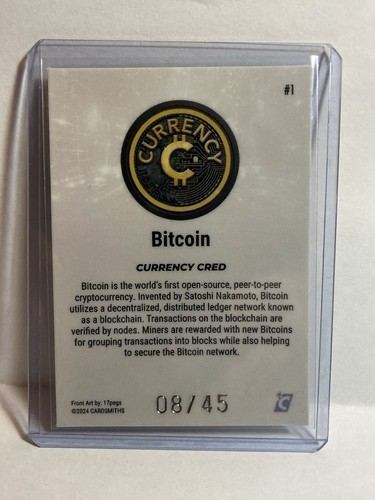 #1
CURRENCY
C
Bitcoin
CURRENCY CRED
Bitcoin is the world's first open-source, peer-to-peer
cryptocurrency. Invented by Satoshi Nakamoto, Bitcoin
utilizes a decentralized, distributed ledger network known
as a blockchain. Transactions on the blockchain are
verified by nodes. Miners are rewarded with new Bitcoins
for grouping transactions into blocks while also helping
to secure the Bitcoin network.
Front Art by: 17pegs
©2024 CARDSMITHS
08/45
C